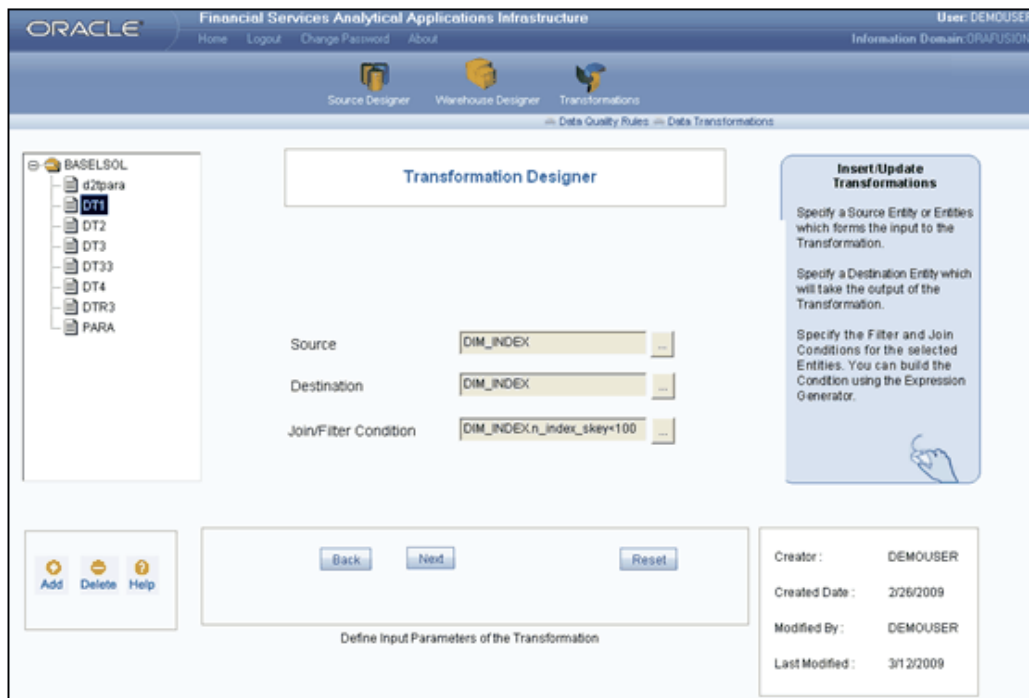 ORACLE
Financial Services Analytical Applications Infrastructure
User: DEMOUSER
Home Logout Change Password About
Information Domain:ORAFUSION
Source Designer Warehouse Designer Transformations
Data Quality Rules Data Transformations
BASELSOL
d2tpara
DT1
DT2
DT3
DT33
DT4
DTR3
PARA
Transformation Designer
Source
DIM_INDEX
...
Destination
DIM_INDEX
...
Join/Filter Condition
DIM_INDEX.n_index_skey<100
...
Insert/Update
Transformations
Specify a Source Entity or Entities
which forms the input to the
Transformation.
Specify a Destination Entity which
will take the output of the
Transformation.
Specify the Filter and Join
Conditions for the selected
Entities. You can build the
Condition using the Expression
Generator.
Add Delete Help
Back Next Reset
Define Input Parameters of the Transformation
Creator : DEMOUSER
Created Date : 2/26/2009
Modified By : DEMOUSER
Last Modified : 3/12/2009